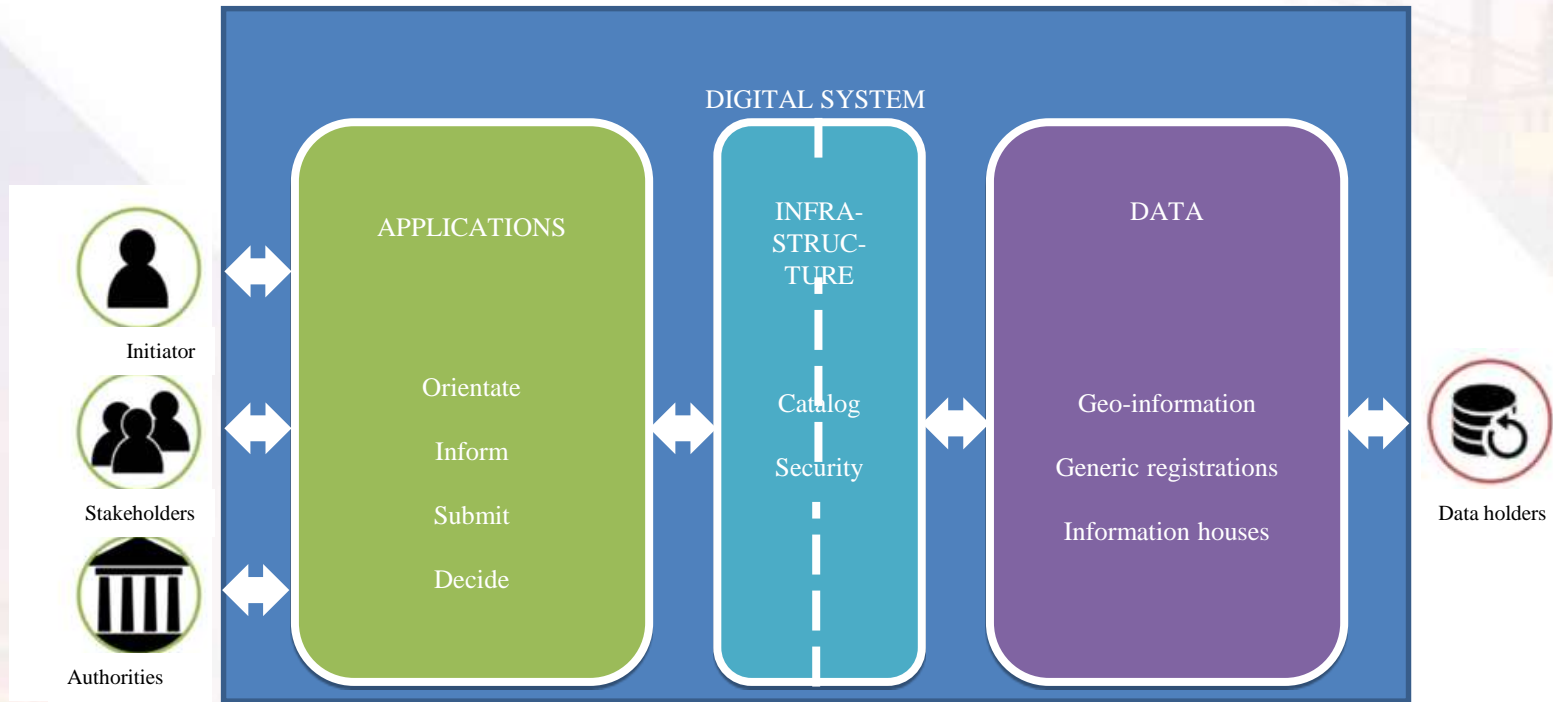 DIGITAL SYSTEM
APPLICATIONS
Orientate
Inform
Submit
Decide
INFRA-
STRUC-
TURE
Catalog
Security
DATA
Geo-information
Generic registrations
Information houses
Initiator
Stakeholders
Authorities
Data holders